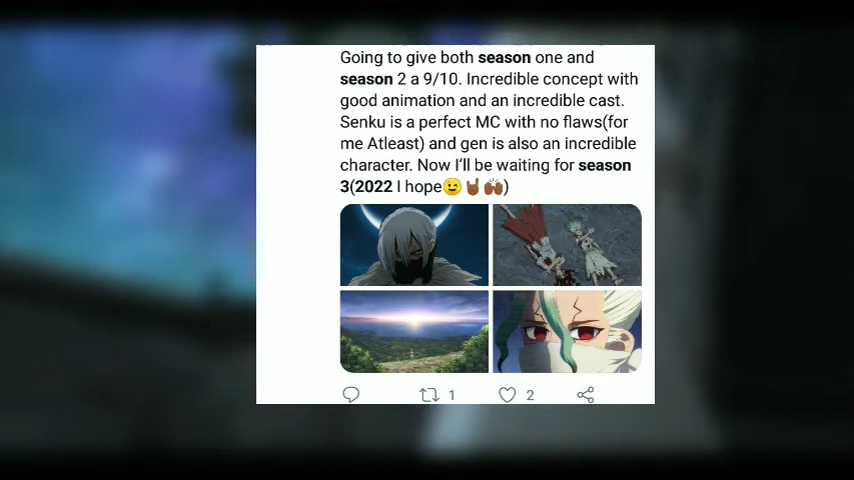 Going to give both season one and
season 2 a 9/10. Incredible concept with
good animation and an incredible cast.
Senku is a perfect MC with no flaws(for
me Atleast) and gen is also an incredible
character. Now I'll be waiting for season
3(2022 I hope😉🤘🏾🙌🏾)
1
2